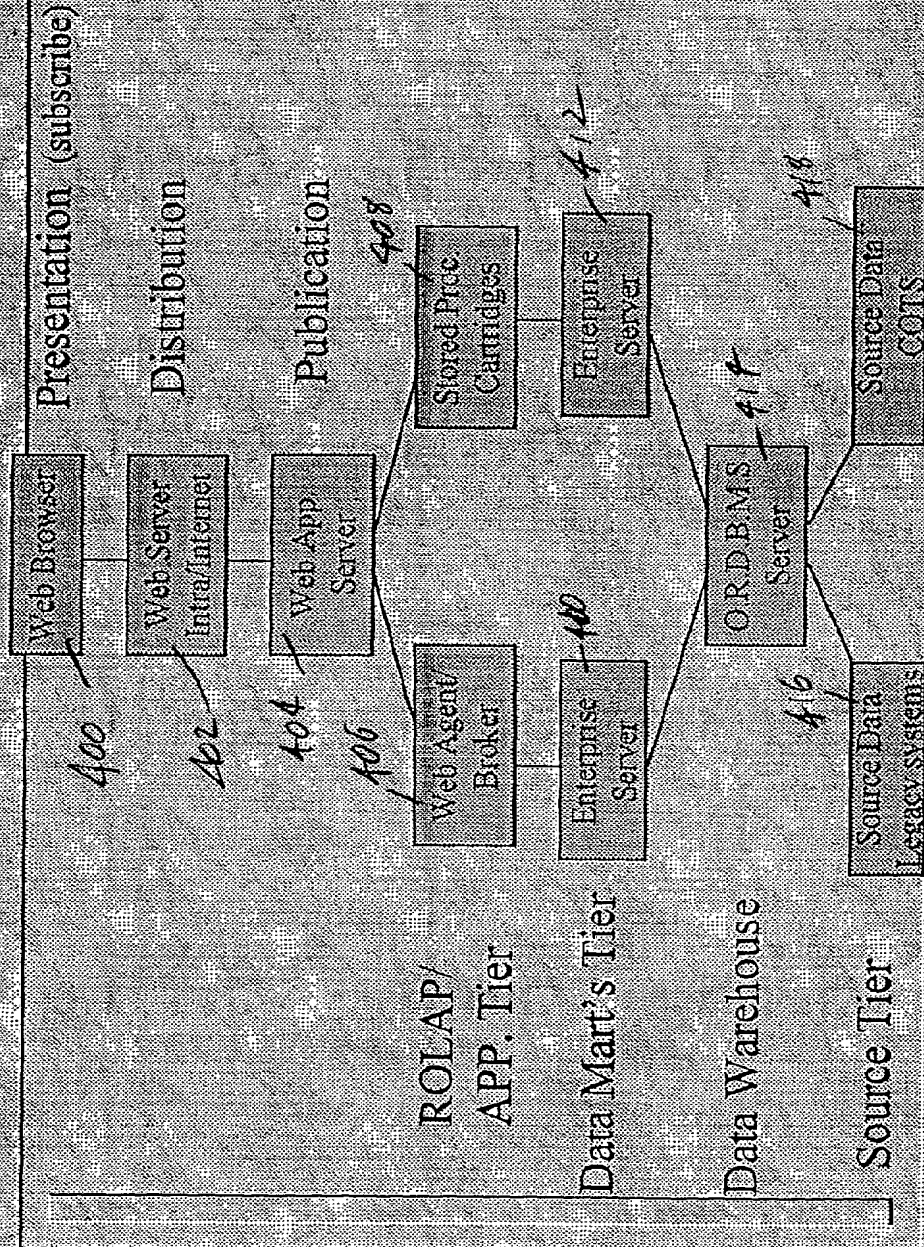 Presentation (subscribe)
Web Browser
400
Distribution
Web Server
Intra/Internet
402
Publication
Web App
Server
404
ROLAP/
APP. Tier
Web Agent
Broker
406
Stored Proc
Cartridges
408
Data Mart's Tier
Enterprise
Server
Enterprise
Server
412
Data Warehouse
O.R.D.B.M.S
Server
Source Tier
Source Data
Legacy systems
416
Source Data
COTS
418